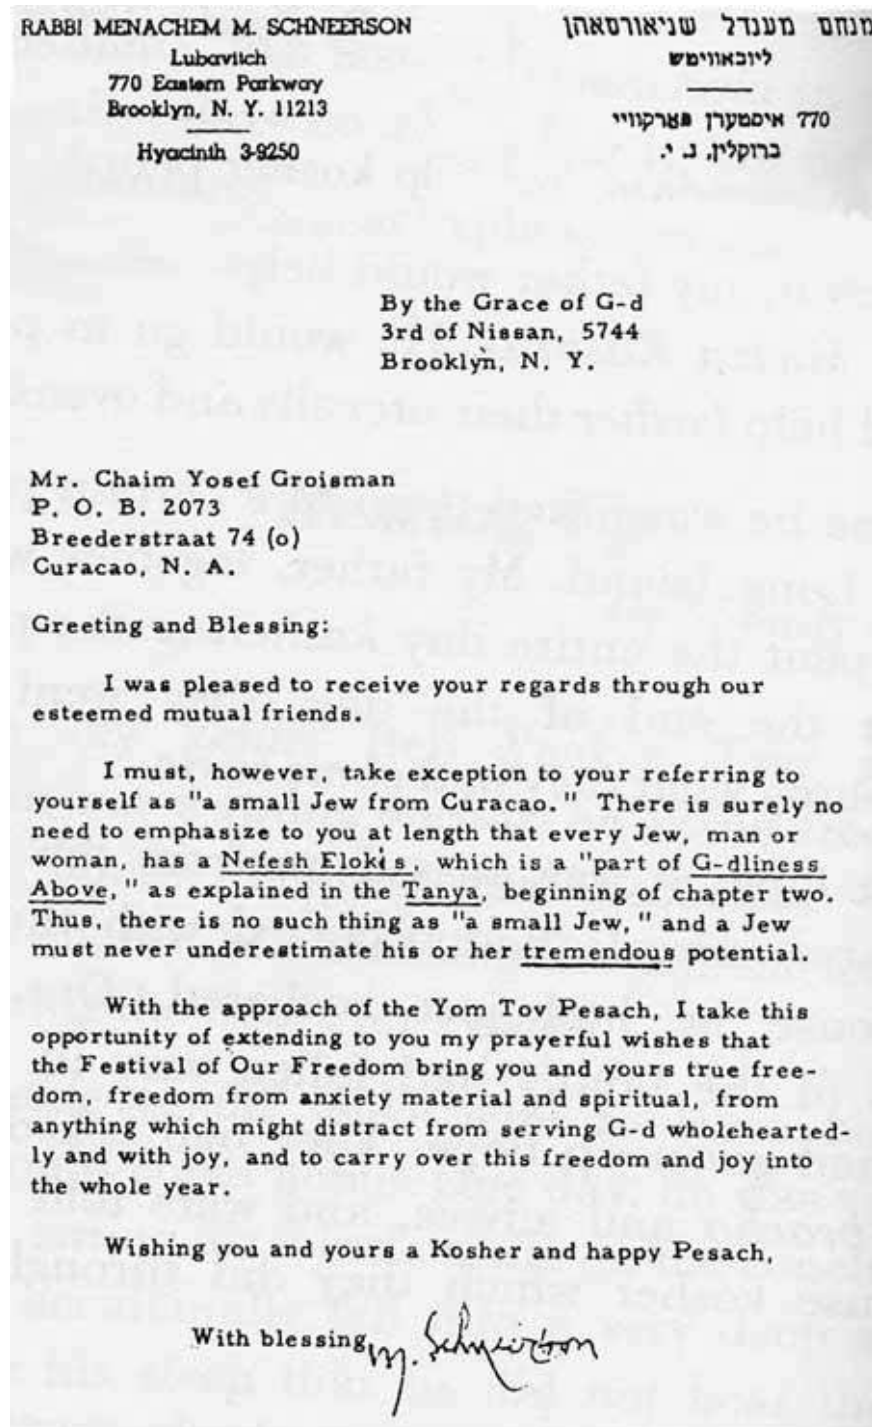 RABBI MENACHEM M. SCHNEERSON
Lubavitch
770 Eastern Parkway
Brooklyn, N. Y. 11213
Hyacinth 3-9250
מנחם מענדל שניאורסאהן
ליובאוויטש
770 איסטערן פארקוויי
ברוקלין, נ. י.
By the Grace of G-d
3rd of Nissan, 5744
Brooklyn, N. Y.
Mr. Chaim Yosef Groisman
P. O. B. 2073
Breederstraat 74 (o)
Curacao, N. A.
Greeting and Blessing:
I was pleased to receive your regards through our
esteemed mutual friends.
I must, however, take exception to your referring to
yourself as "a small Jew from Curacao." There is surely no
need to emphasize to you at length that every Jew, man or
woman, has a Nefesh Elokis, which is a "part of G-dliness
Above," as explained in the Tanya, beginning of chapter two.
Thus, there is no such thing as "a small Jew," and a Jew
must never underestimate his or her tremendous potential.
With the approach of the Yom Tov Pesach, I take this
opportunity of extending to you my prayerful wishes that
the Festival of Our Freedom bring you and yours true free-
dom, freedom from anxiety material and spiritual, from
anything which might distract from serving G-d wholehearted-
ly and with joy, and to carry over this freedom and joy into
the whole year.
Wishing you and yours a Kosher and happy Pesach,
With blessing,
M. Schneerson